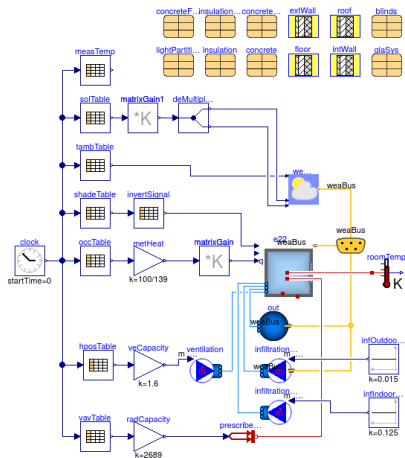 concreteF... insulation... extWall roof blinds
lightPartiti... insulation concrete floor intWall glaSys
measTemp
solTable matrixGain1 deMultipl...
*K
tambTable
we...
weaBus
shadeTable invertSignal
clock occTable metHeat matrixGain e22... weaBus roomTemp
*K
q
K
startTime=0 k=100/139
out
weaBus
hposTable veCapacity ventilation infiltration... infOutdoo...
m... m...
weaBus
k=1.6 k=0.015
infiltration... infIndoor...
m...
k=0.125
vavTable radCapacity prescribe...
k=2689